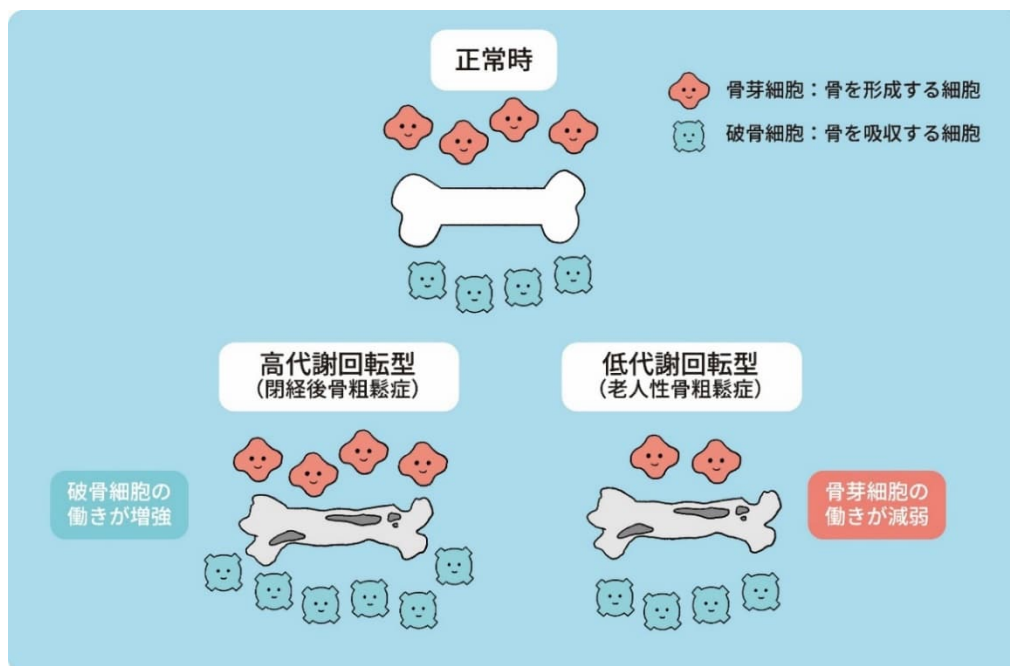 正常時
骨芽細胞：骨を形成する細胞
破骨細胞：骨を吸収する細胞
高代謝回転型
（閉経後骨粗鬆症）
低代謝回転型
（老人性骨粗鬆症）
破骨細胞の
働きが増強
骨芽細胞の
働きが減弱